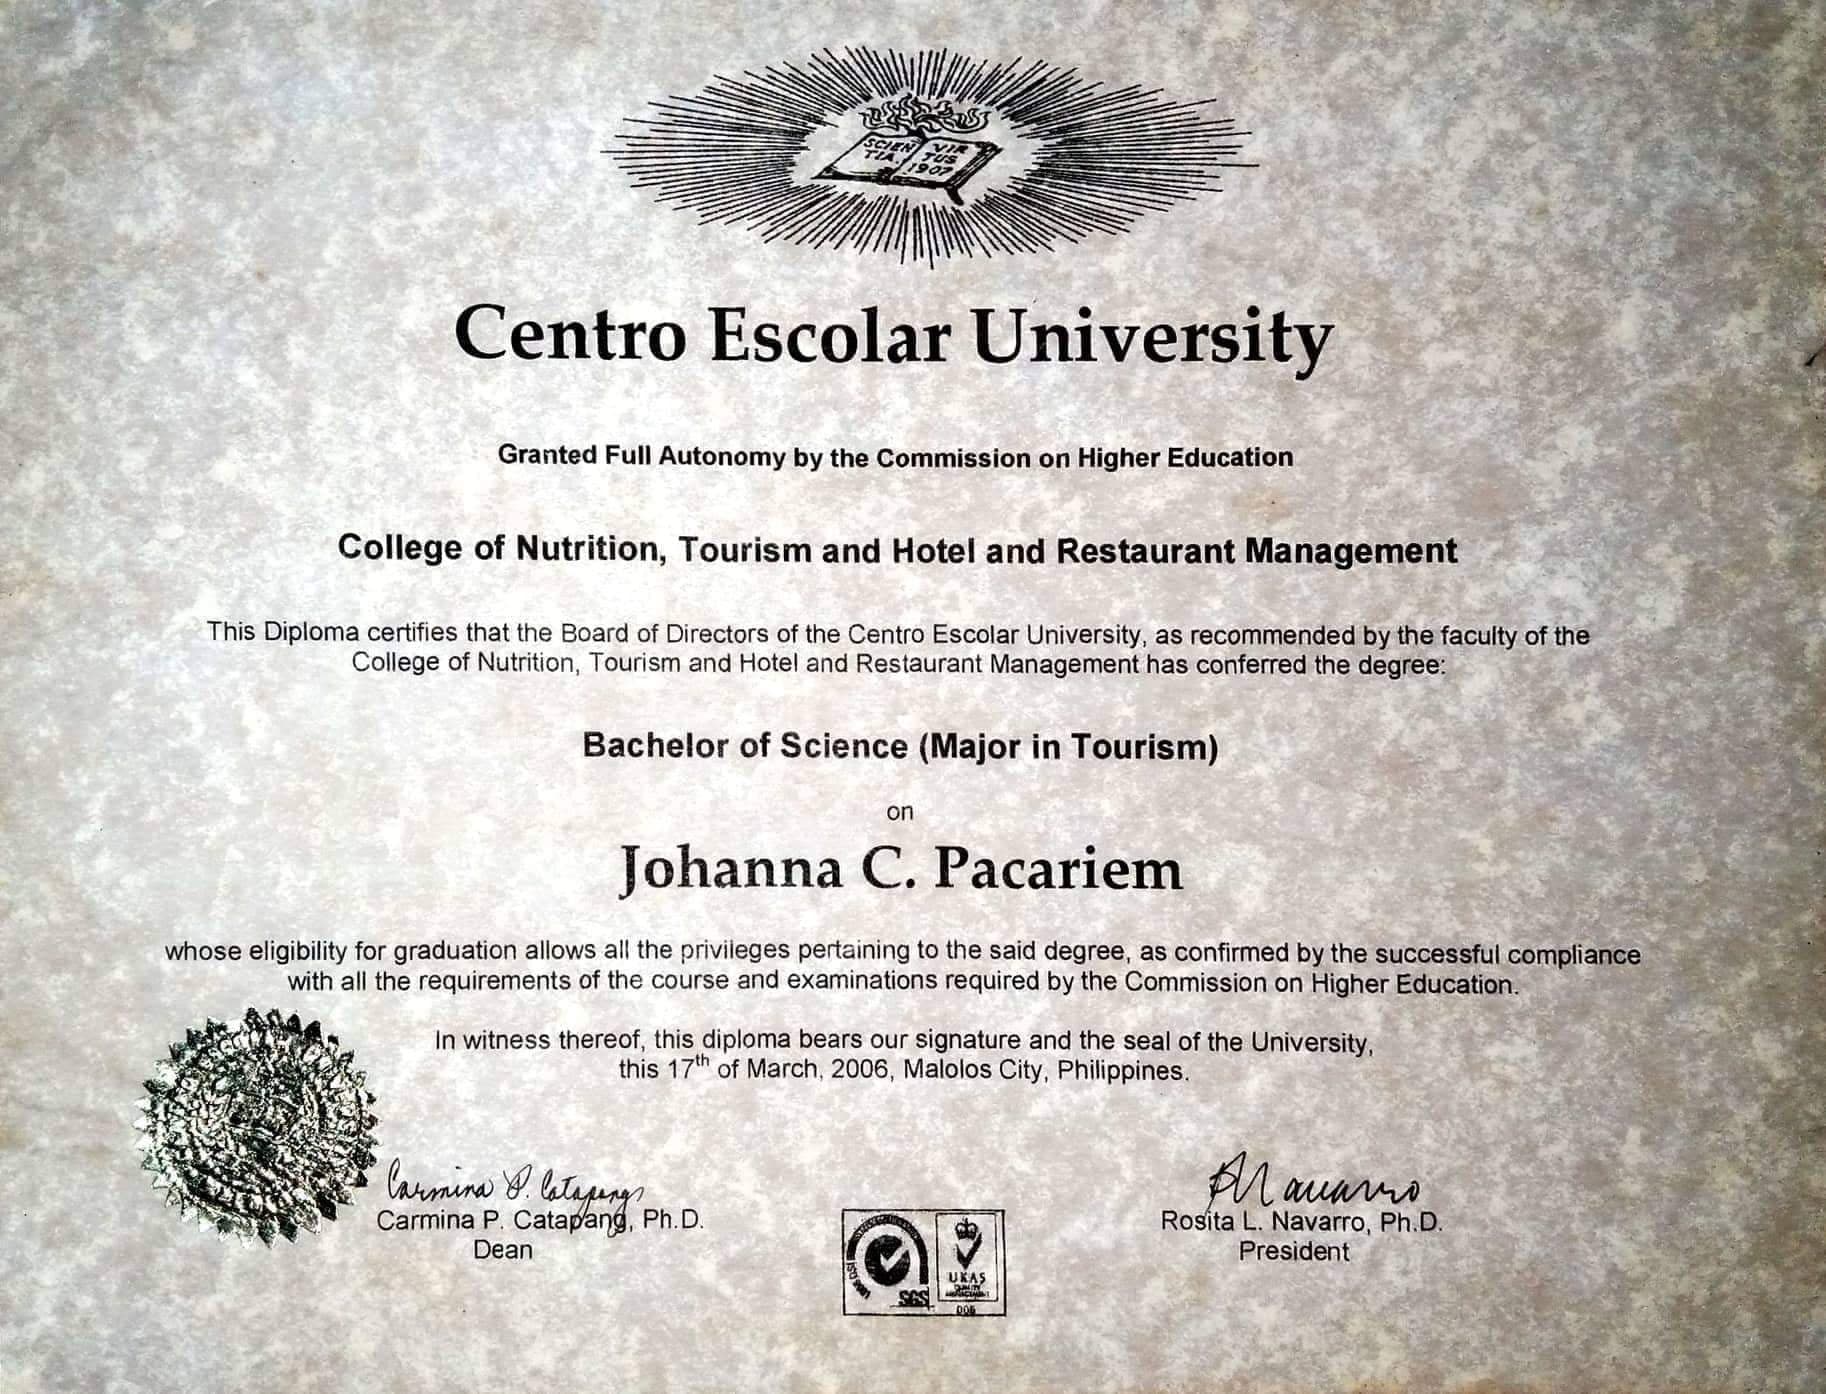 SCIEN VIR
TIA. TUS
1907
Centro Escolar University
Granted Full Autonomy by the Commission on Higher Education
College of Nutrition, Tourism and Hotel and Restaurant Management
This Diploma certifies that the Board of Directors of the Centro Escolar University, as recommended by the faculty of the
College of Nutrition, Tourism and Hotel and Restaurant Management has conferred the degree:
Bachelor of Science (Major in Tourism)
on
Johanna C. Pacariem
whose eligibility for graduation allows all the privileges pertaining to the said degree, as confirmed by the successful compliance
with all the requirements of the course and examinations required by the Commission on Higher Education.
In witness thereof, this diploma bears our signature and the seal of the University,
this 17th of March, 2006, Malolos City, Philippines.
Carmina P. Catapang
Carmina P. Catapang, Ph.D.
Dean
RLNavarro
Rosita L. Navarro, Ph.D.
President
SGS
UKAS
QUALITY
MANAGEMENT
005